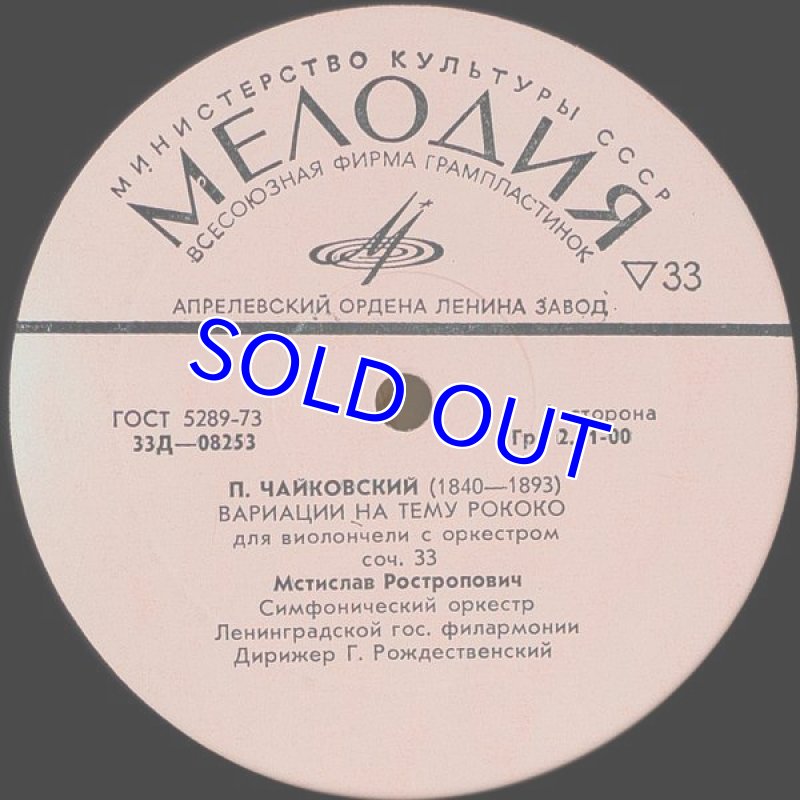 МИНИСТЕРСТВО КУЛЬТУРЫ СССР
МЕЛОДИЯ
ВСЕСОЮЗНАЯ ФИРМА ГРАМПЛАСТИНОК
33
АПРЕЛЕВСКИЙ ОРДЕНА ЛЕНИНА ЗАВОД
SOLD OUT
ГОСТ 5289-73
сторона
33Д—08253
П. ЧАЙКОВСКИЙ (1840—1893)
ВАРИАЦИИ НА ТЕМУ РОКОКО
для виолончели с оркестром
соч. 33
Мстислав Ростропович
Симфонический оркестр
Ленинградской гос. филармонии
Дирижер Г. Рождественский